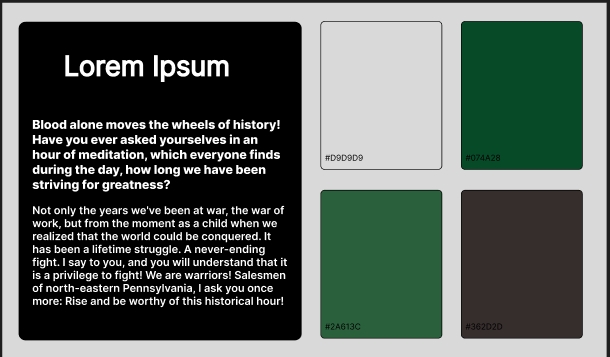 Lorem Ipsum
Blood alone moves the wheels of history!
Have you ever asked yourselves in an
hour of meditation, which everyone finds
during the day, how long we have been
striving for greatness?
Not only the years we've been at war, the war of
work, but from the moment as a child when we
realized that the world could be conquered. It
has been a lifetime struggle. A never-ending
fight. I say to you, and you will understand that it
is a privilege to fight! We are warriors! Salesmen
of north-eastern Pennsylvania, I ask you once
more: Rise and be worthy of this historical hour!
#D9D9D9
#074A28
#2A613C
#362D2D